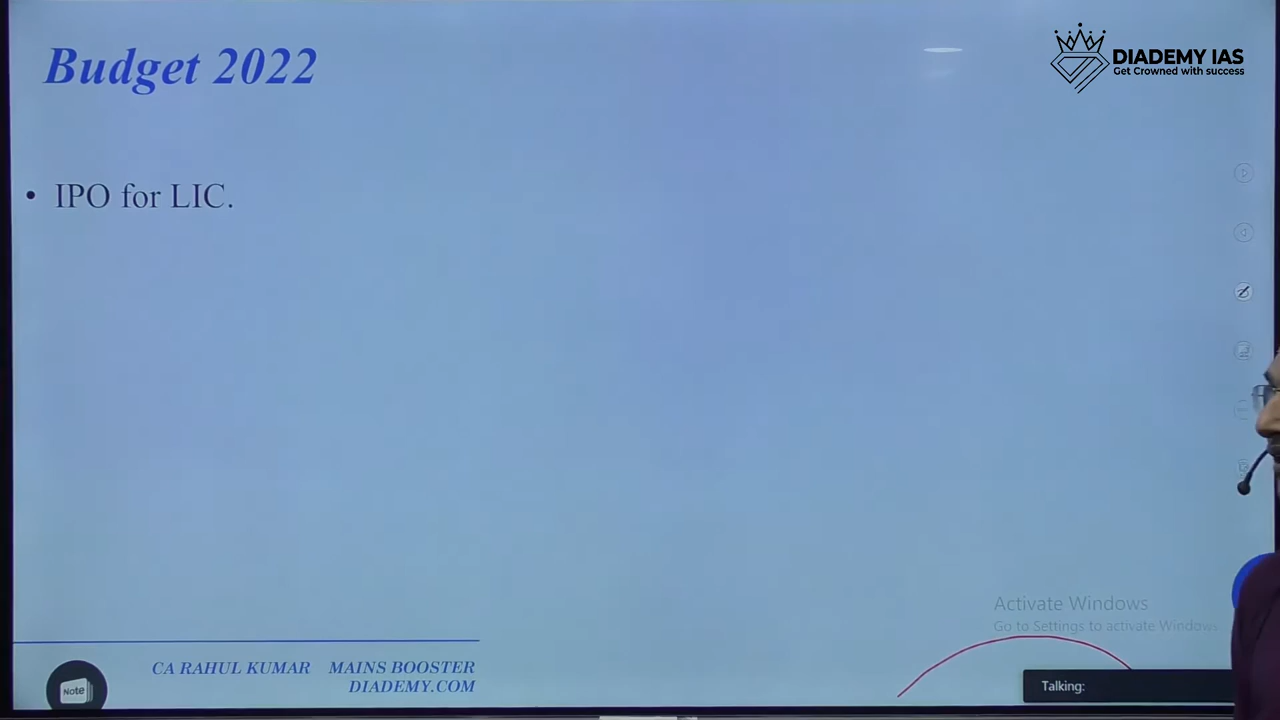 Budget 2022
DIADEMY IAS
Get Crowned with success
• IPO for LIC.
Activate Windows
Go to Settings to activate Windows.
CA RAHUL KUMAR MAINS BOOSTER
DIADEMY.COM
Note
Talking: